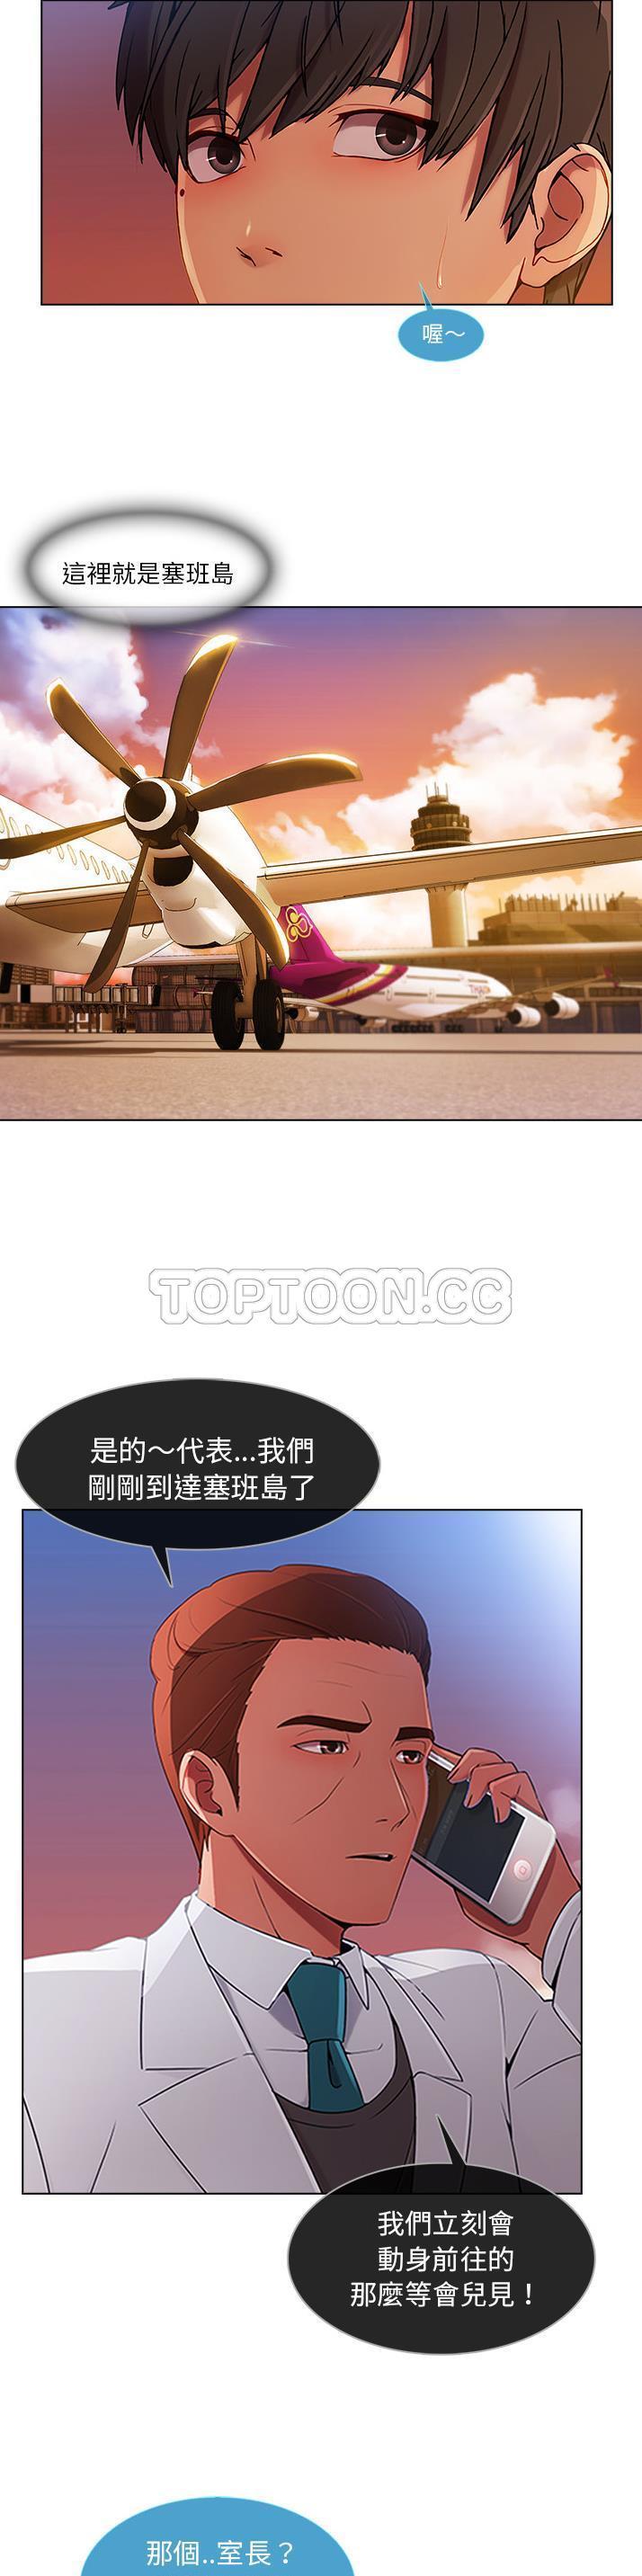 喔～
這裡就是塞班島
THAI
TOPTOON.CC
是的～代表...我們
剛剛到達塞班島了
我們立刻會
動身前往的
那麼等會兒見！
那個..室長？